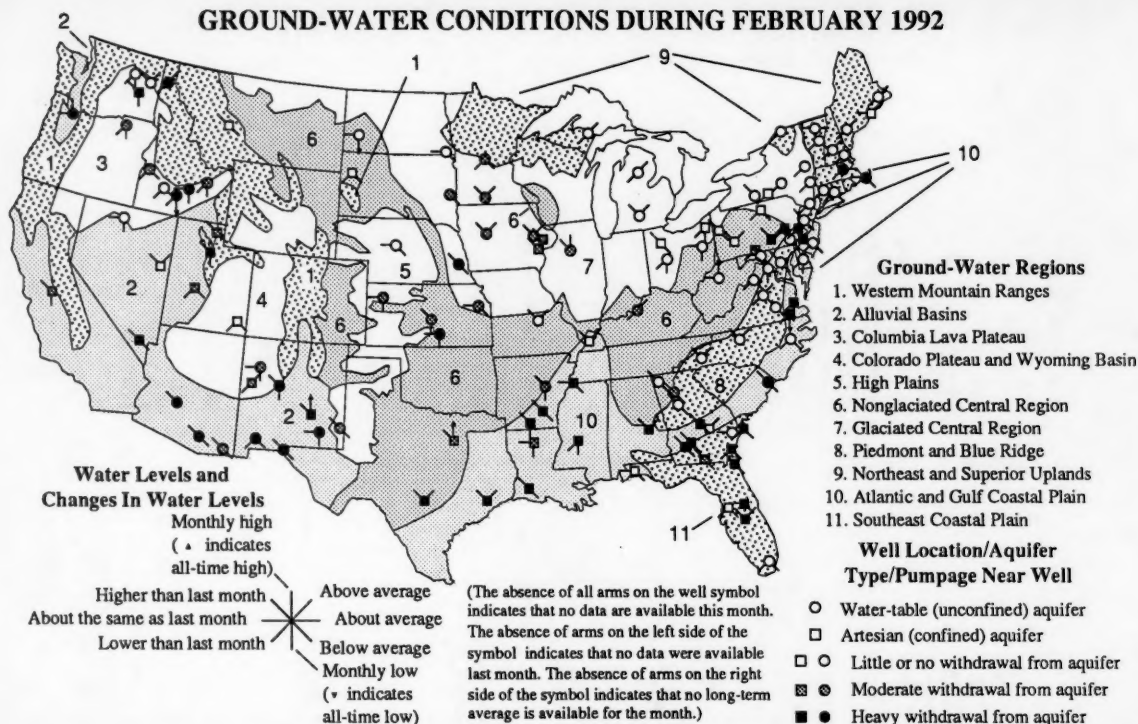 GROUND-WATER CONDITIONS DURING FEBRUARY 1992
2
1
9
6
1
3
10
6
5
7
2
4
1
6
6
6
8
2
10
11
Ground-Water Regions
1. Western Mountain Ranges
2. Alluvial Basins
3. Columbia Lava Plateau
4. Colorado Plateau and Wyoming Basin
5. High Plains
6. Nonglaciated Central Region
7. Glaciated Central Region
8. Piedmont and Blue Ridge
9. Northeast and Superior Uplands
10. Atlantic and Gulf Coastal Plain
11. Southeast Coastal Plain
Water Levels and
Changes In Water Levels
Monthly high
( ▴ indicates
all-time high)
Higher than last month
About the same as last month
Lower than last month
Above average
About average
Below average
Monthly low
( ▾ indicates
all-time low)
(The absence of all arms on the well symbol
indicates that no data are available this month.
The absence of arms on the left side of the
symbol indicates that no data were available
last month. The absence of arms on the right
side of the symbol indicates that no long-term
average is available for the month.)
Well Location/Aquifer
Type/Pumpage Near Well
Water-table (unconfined) aquifer
Artesian (confined) aquifer
Little or no withdrawal from aquifer
Moderate withdrawal from aquifer
Heavy withdrawal from aquifer